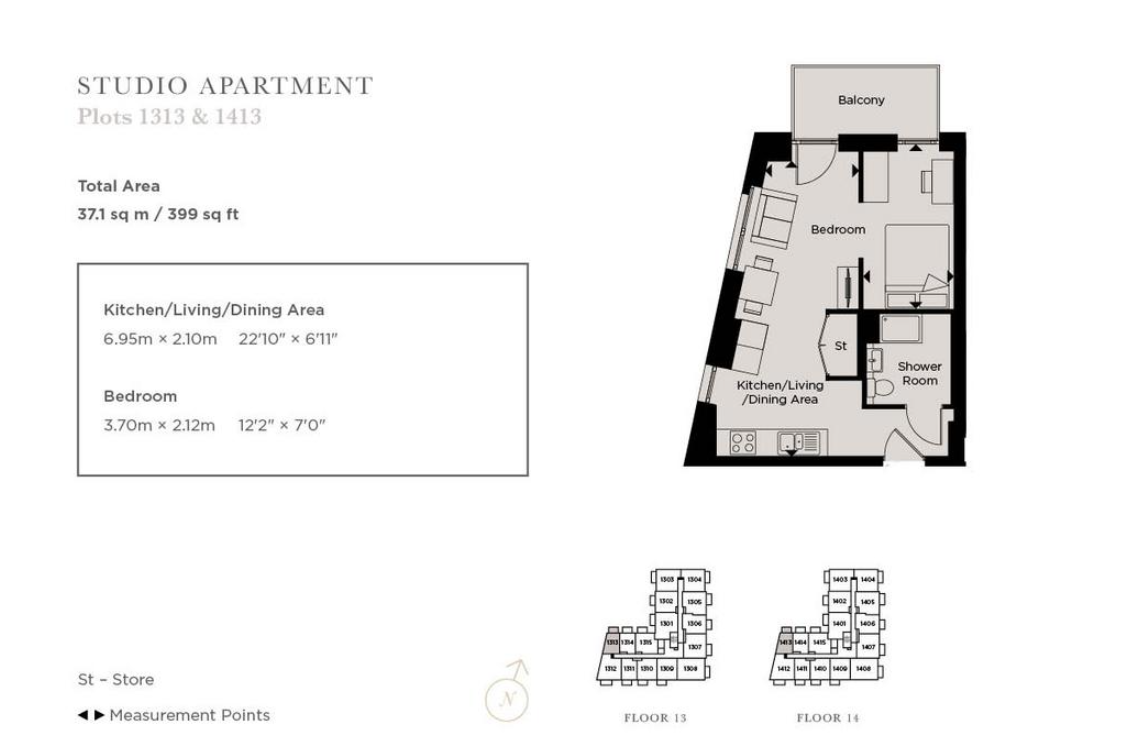 STUDIO APARTMENT
Plots 1313 & 1413
Total Area
37.1 sq m / 399 sq ft
Kitchen/Living/Dining Area
6.95m × 2.10m 22'10" × 6'11"
Bedroom
3.70m × 2.12m 12'2" × 7'0"
Balcony
Bedroom
St
Shower
Room
Kitchen/Living
/Dining Area
1303 1304
1302 1305
1301 1306
1313 1314 1315 1307
1312 1311 1310 1309 1308
FLOOR 13
1403 1404
1402 1405
1401 1406
1413 1414 1415 1407
1412 1411 1410 1409 1408
FLOOR 14
N
St – Store
◀ ▶ Measurement Points